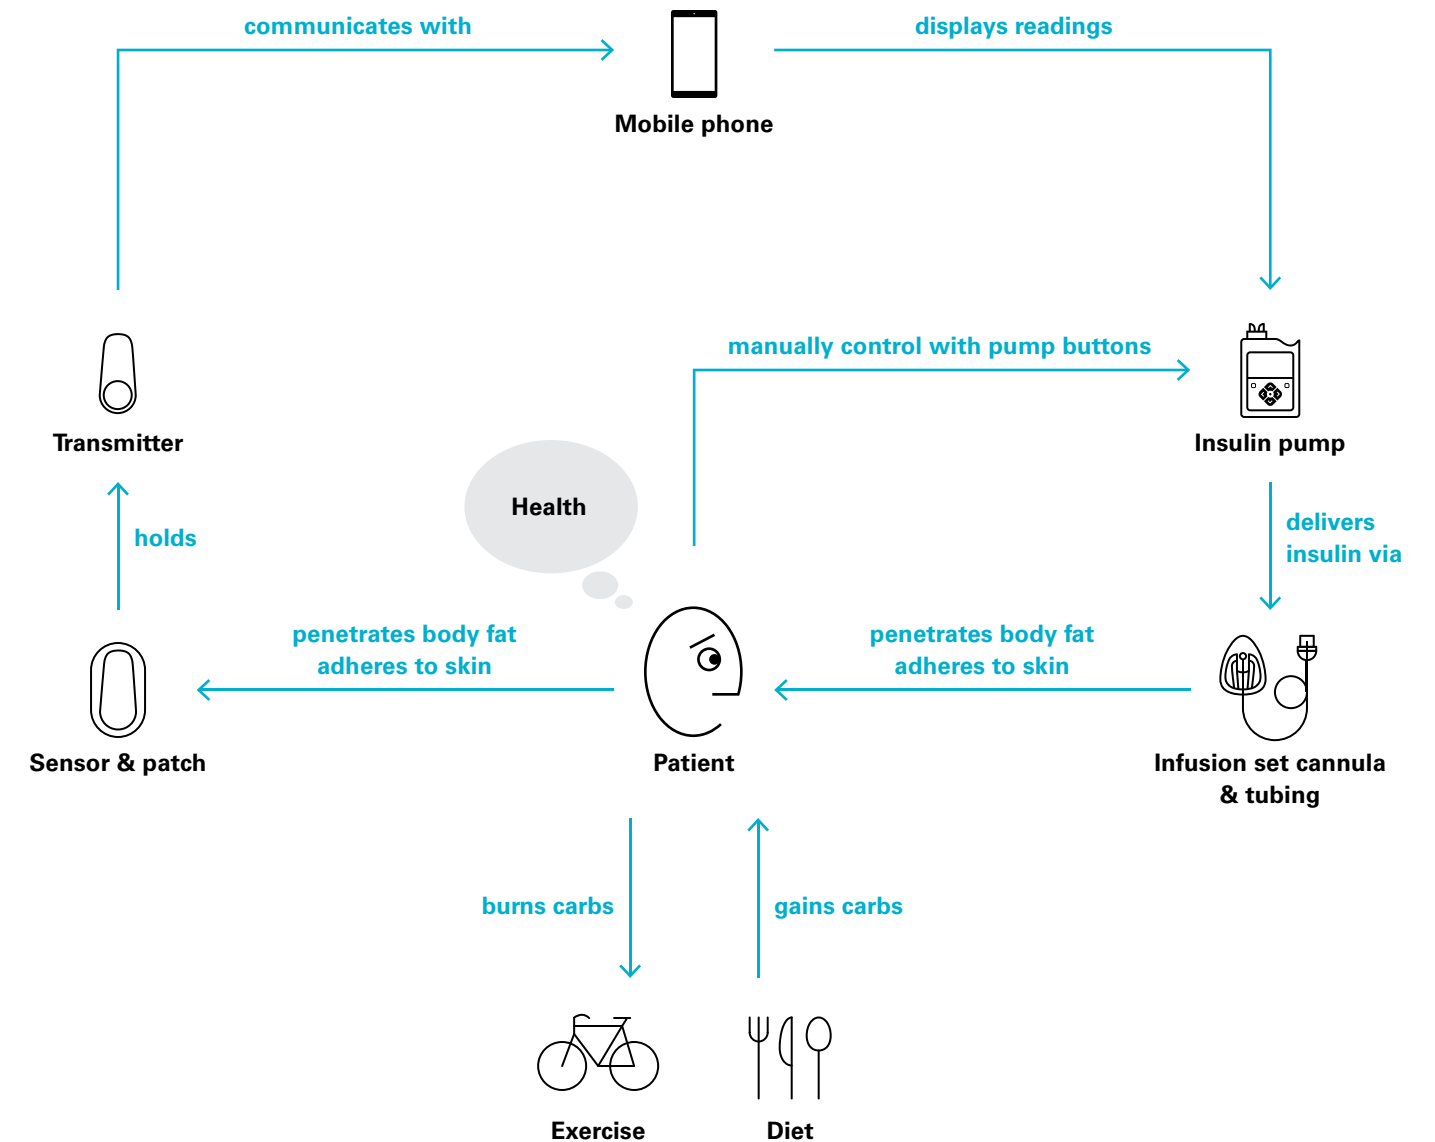 communicates with
displays readings
Mobile phone
manually control with pump buttons
Transmitter
Insulin pump
Health
holds
delivers
insulin via
penetrates body fat
adheres to skin
penetrates body fat
adheres to skin
Sensor & patch
Patient
Infusion set cannula
& tubing
burns carbs
gains carbs
Exercise
Diet